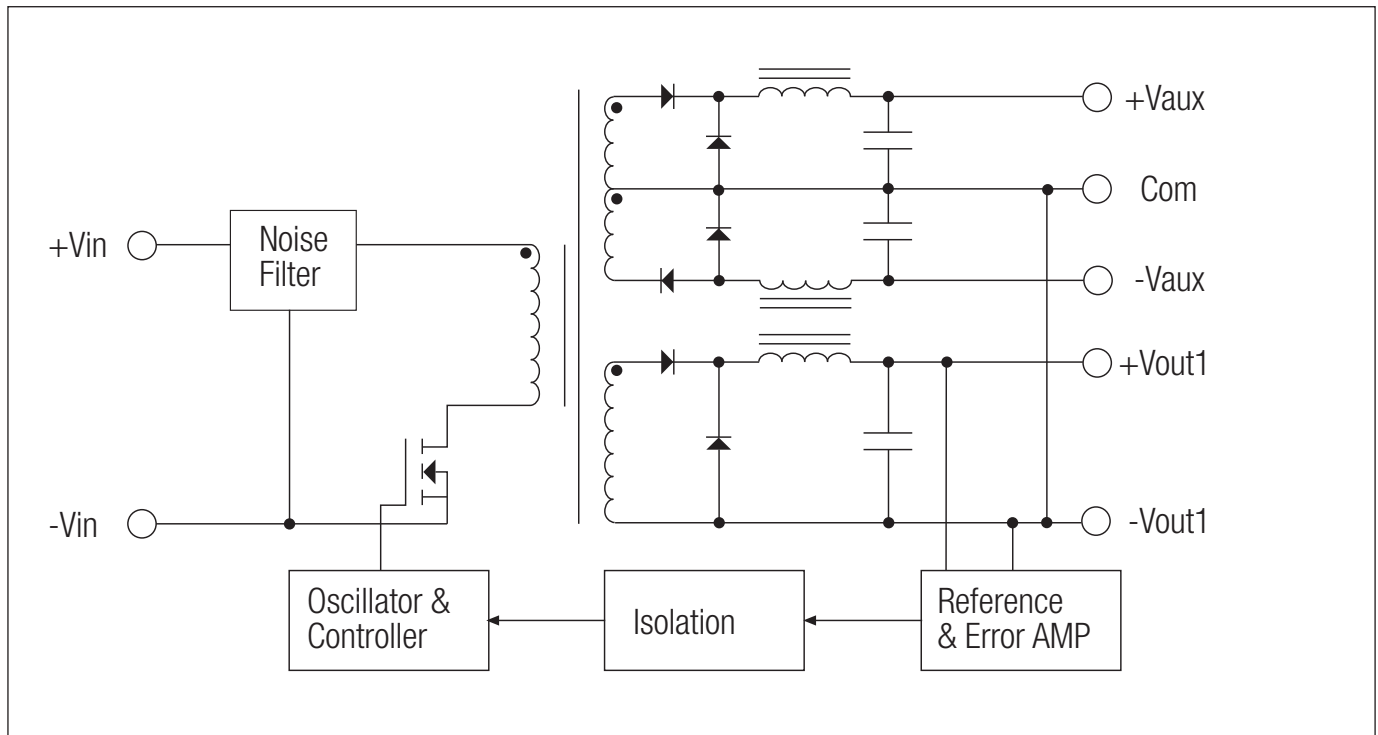 +Vaux
Com
+Vin
Noise
Filter
-Vaux
+Vout1
-Vin
-Vout1
Oscillator &
Controller
Isolation
Reference
& Error AMP